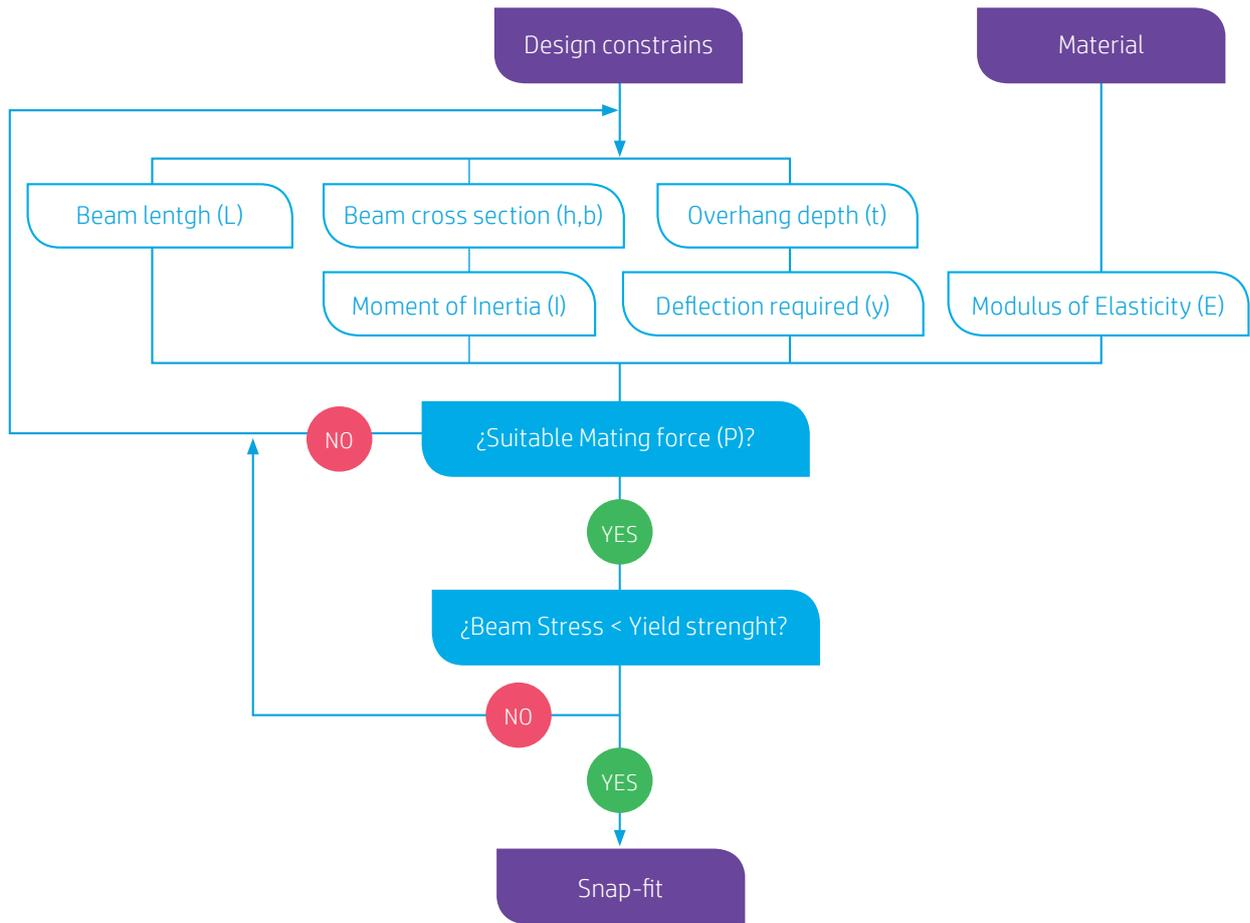 Design constrains
Material
Beam lentgh (L)
Beam cross section (h,b)
Overhang depth (t)
Moment of Inertia (I)
Deflection required (y)
Modulus of Elasticity (E)
NO
¿Suitable Mating force (P)?
YES
¿Beam Stress < Yield strenght?
NO
YES
Snap-fit